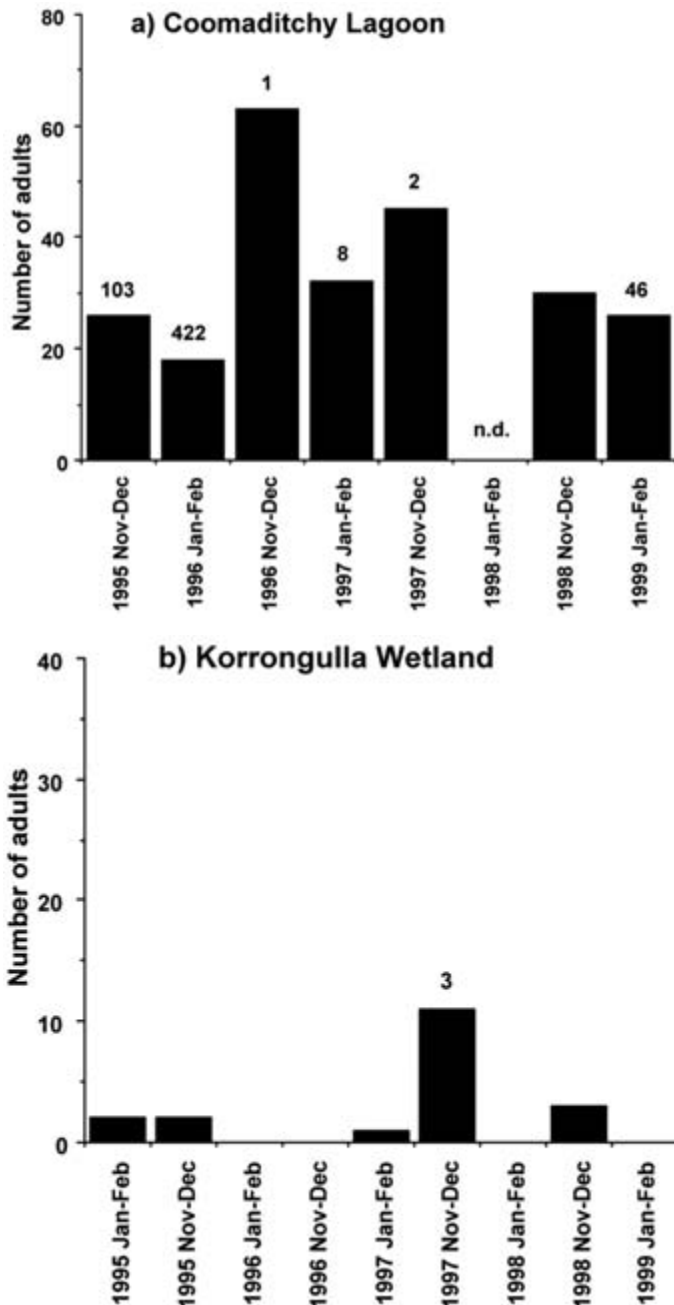 a) Coomaditchy Lagoon
Number of adults
80
60
40
20
0
103
422
1
8
2
n.d.
46
1995 Nov-Dec
1996 Jan-Feb
1996 Nov-Dec
1997 Jan-Feb
1997 Nov-Dec
1998 Jan-Feb
1998 Nov-Dec
1999 Jan-Feb
b) Korrongulla Wetland
Number of adults
40
30
20
10
0
3
1995 Jan-Feb
1995 Nov-Dec
1996 Jan-Feb
1996 Nov-Dec
1997 Jan-Feb
1997 Nov-Dec
1998 Jan-Feb
1998 Nov-Dec
1999 Jan-Feb